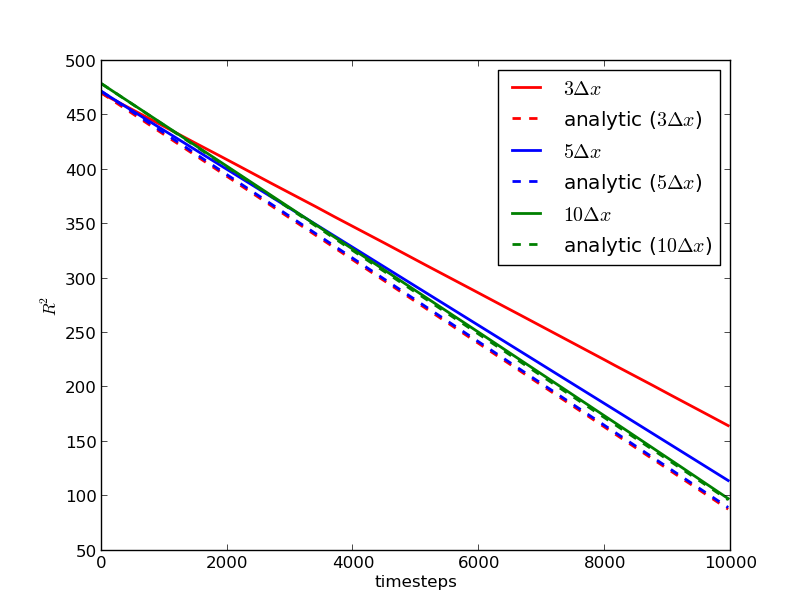 500
450
400
350
300
250
200
150
100
50
R²
0 2000 4000 6000 8000 10000
timesteps
3Δx
analytic (3Δx)
5Δx
analytic (5Δx)
10Δx
analytic (10Δx)